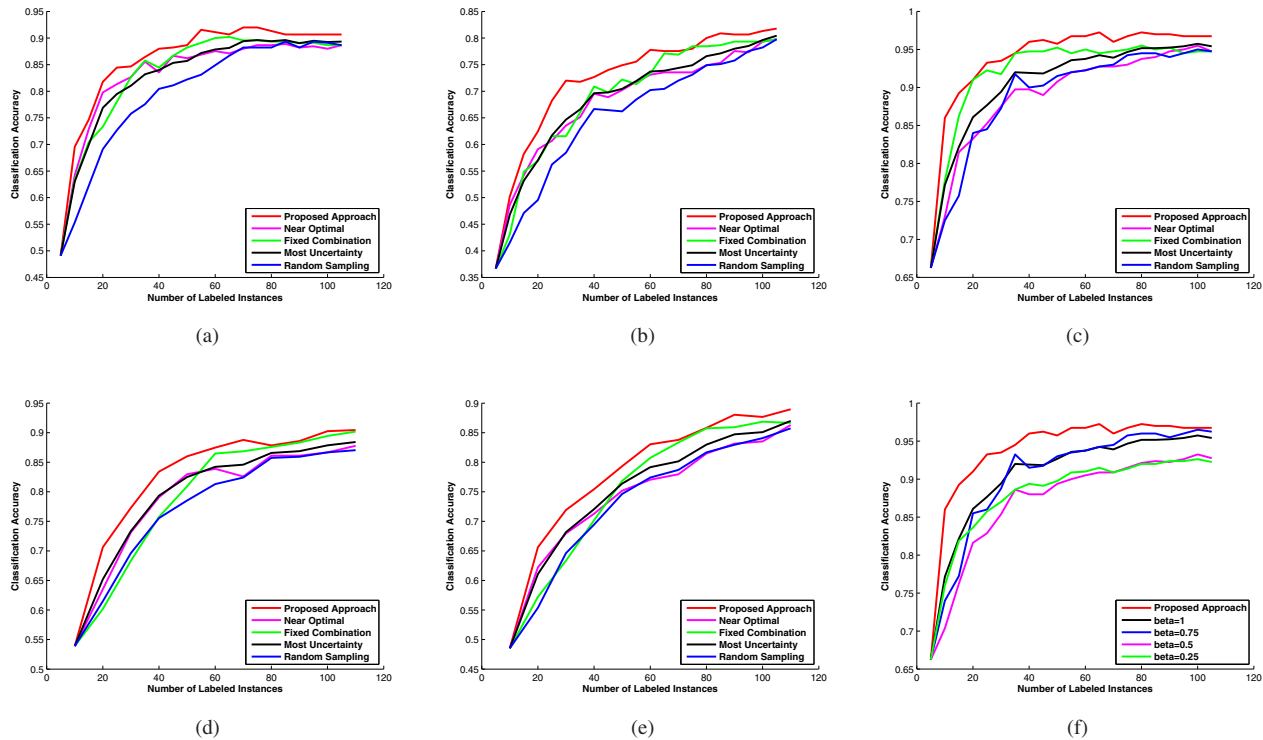 0.95
0.9
0.85
0.8
0.75
0.7
0.65
0.6
0.55
0.5
0.45
0
20
40
60
80
100
120
Classification Accuracy
Number of Labeled Instances
Proposed Approach
Near Optimal
Fixed Combination
Most Uncertainty
Random Sampling
(a)
0.85
0.8
0.75
0.7
0.65
0.6
0.55
0.5
0.45
0.4
0.35
0
20
40
60
80
100
120
Classification Accuracy
Number of Labeled Instances
Proposed Approach
Near Optimal
Fixed Combination
Most Uncertainty
Random Sampling
(b)
1
0.95
0.9
0.85
0.8
0.75
0.7
0.65
0
20
40
60
80
100
120
Classification Accuracy
Number of Labeled Instances
Proposed Approach
Near Optimal
Fixed Combination
Most Uncertainty
Random Sampling
(c)
0.95
0.9
0.85
0.8
0.75
0.7
0.65
0.6
0.55
0.5
0
20
40
60
80
100
120
Classification Accuracy
Number of Labeled Instances
Proposed Approach
Near Optimal
Fixed Combination
Most Uncertainty
Random Sampling
(d)
0.9
0.85
0.8
0.75
0.7
0.65
0.6
0.55
0.5
0.45
0
20
40
60
80
100
120
Classification Accuracy
Number of Labeled Instances
Proposed Approach
Near Optimal
Fixed Combination
Most Uncertainty
Random Sampling
(e)
1
0.95
0.9
0.85
0.8
0.75
0.7
0.65
0
20
40
60
80
100
120
Classification Accuracy
Number of Labeled Instances
Proposed Approach
beta=1
beta=0.75
beta=0.5
beta=0.25
(f)